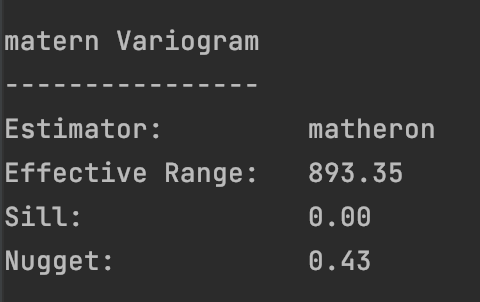 matern Variogram
----------------
Estimator: matheron
Effective Range: 893.35
Sill: 0.00
Nugget: 0.43